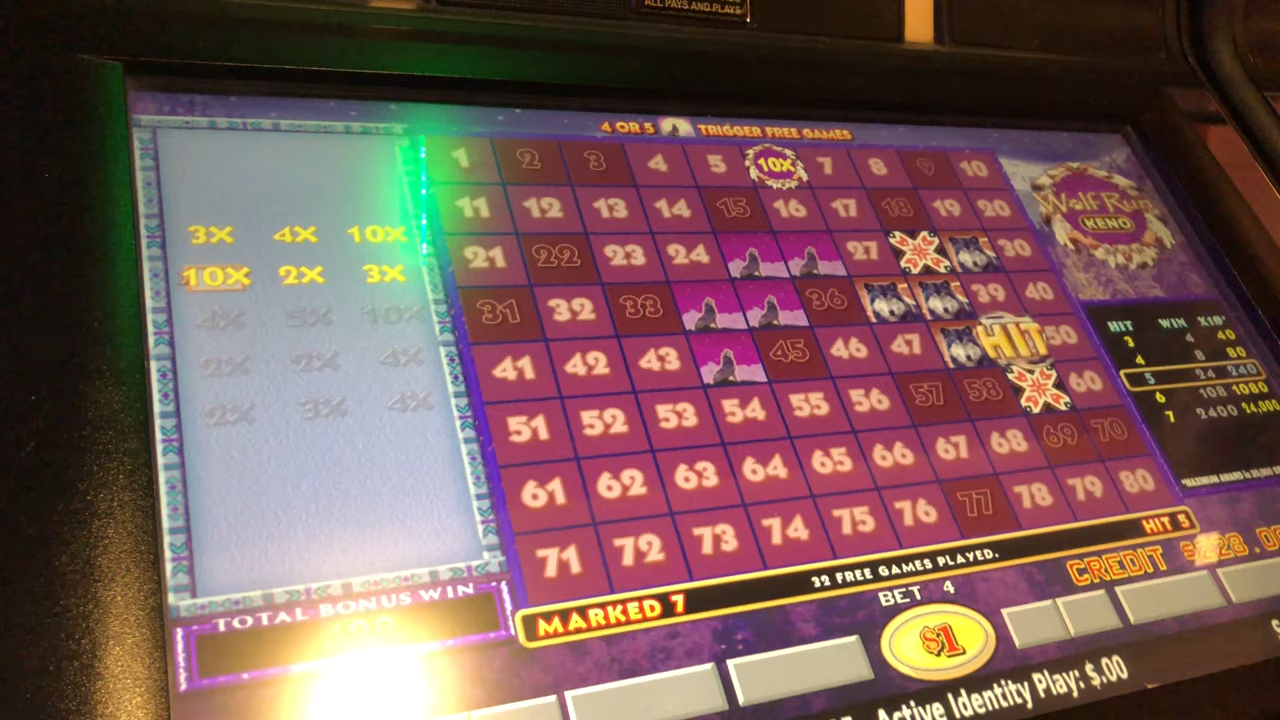 ALL PAYS AND PLAYS
4 OR 5 TRIGGER FREE GAMES
3X 4X 10X
10X 2X 3X
4X 5X 10X
2X 2X 4X
2X 3X 4X
1 2 3 4 5 10X 7 8 9 10
11 12 13 14 15 16 17 18 19 20
21 22 23 24 27 30
31 32 33 36 39 40
41 42 43 45 46 47 HIT 50
51 52 53 54 55 56 57 58 60
61 62 63 64 65 66 67 68 69 70
71 72 73 74 75 76 77 78 79 80
Wolf Run
KENO
HIT WIN X10*
3 4 40
4 8 80
5 24 240
6 108 1080
7 2400 24,000
TOTAL BONUS WIN
MARKED 7
32 FREE GAMES PLAYED.
HIT 5
BET 4
CREDIT
$1
Active Identity Play: $.00